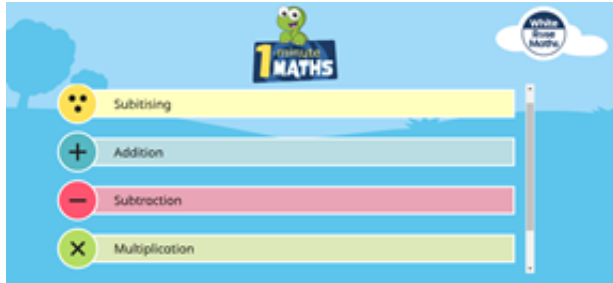 1 minute
MATHS
White
Rose
Maths
Subitising
Addition
Subtraction
Multiplication